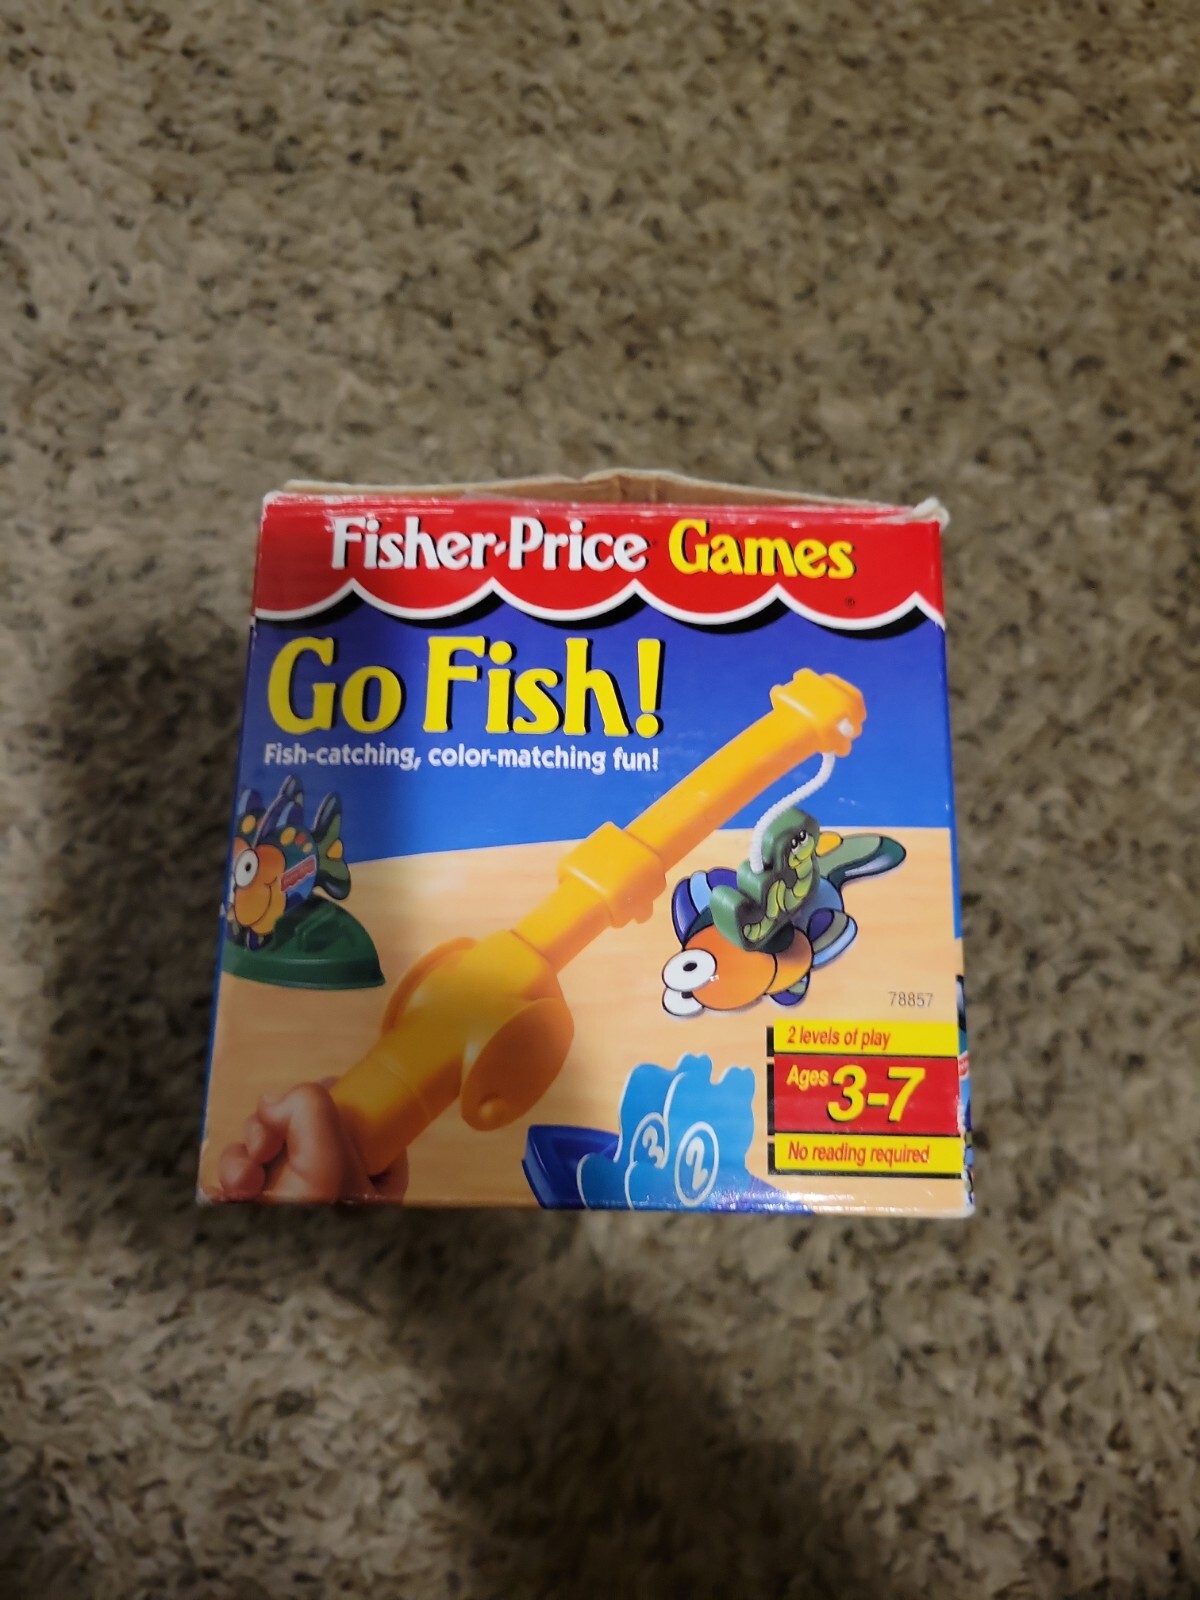 Fisher-Price Games
Go Fish!
Fish-catching, color-matching fun!
78857
2 levels of play
Ages 3-7
No reading required
3 2